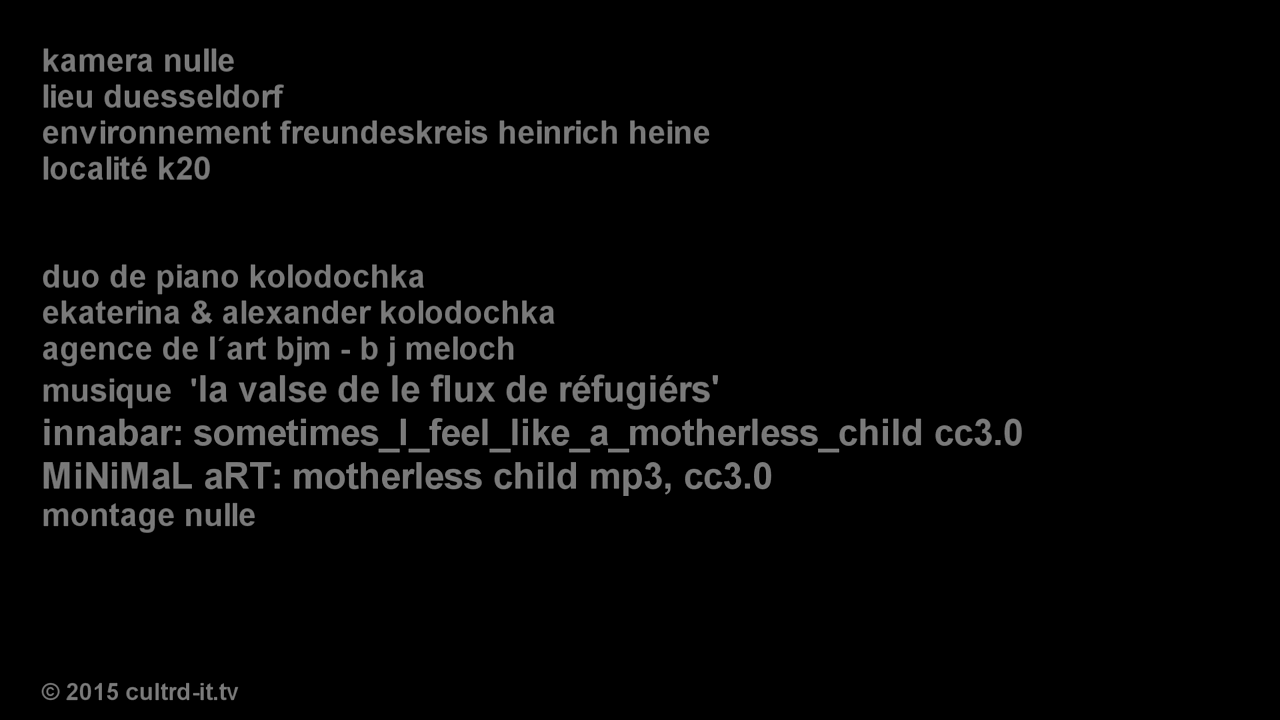 kamera nulle
lieu duesseldorf
environnement freundeskreis heinrich heine
localité k20
duo de piano kolodochka
ekaterina & alexander kolodochka
agence de l´art bjm - b j meloch
musique 'la valse de le flux de réfugiérs'
innabar: sometimes_I_feel_like_a_motherless_child cc3.0
MiNiMaL aRT: motherless child mp3, cc3.0
montage nulle
© 2015 cultrd-it.tv